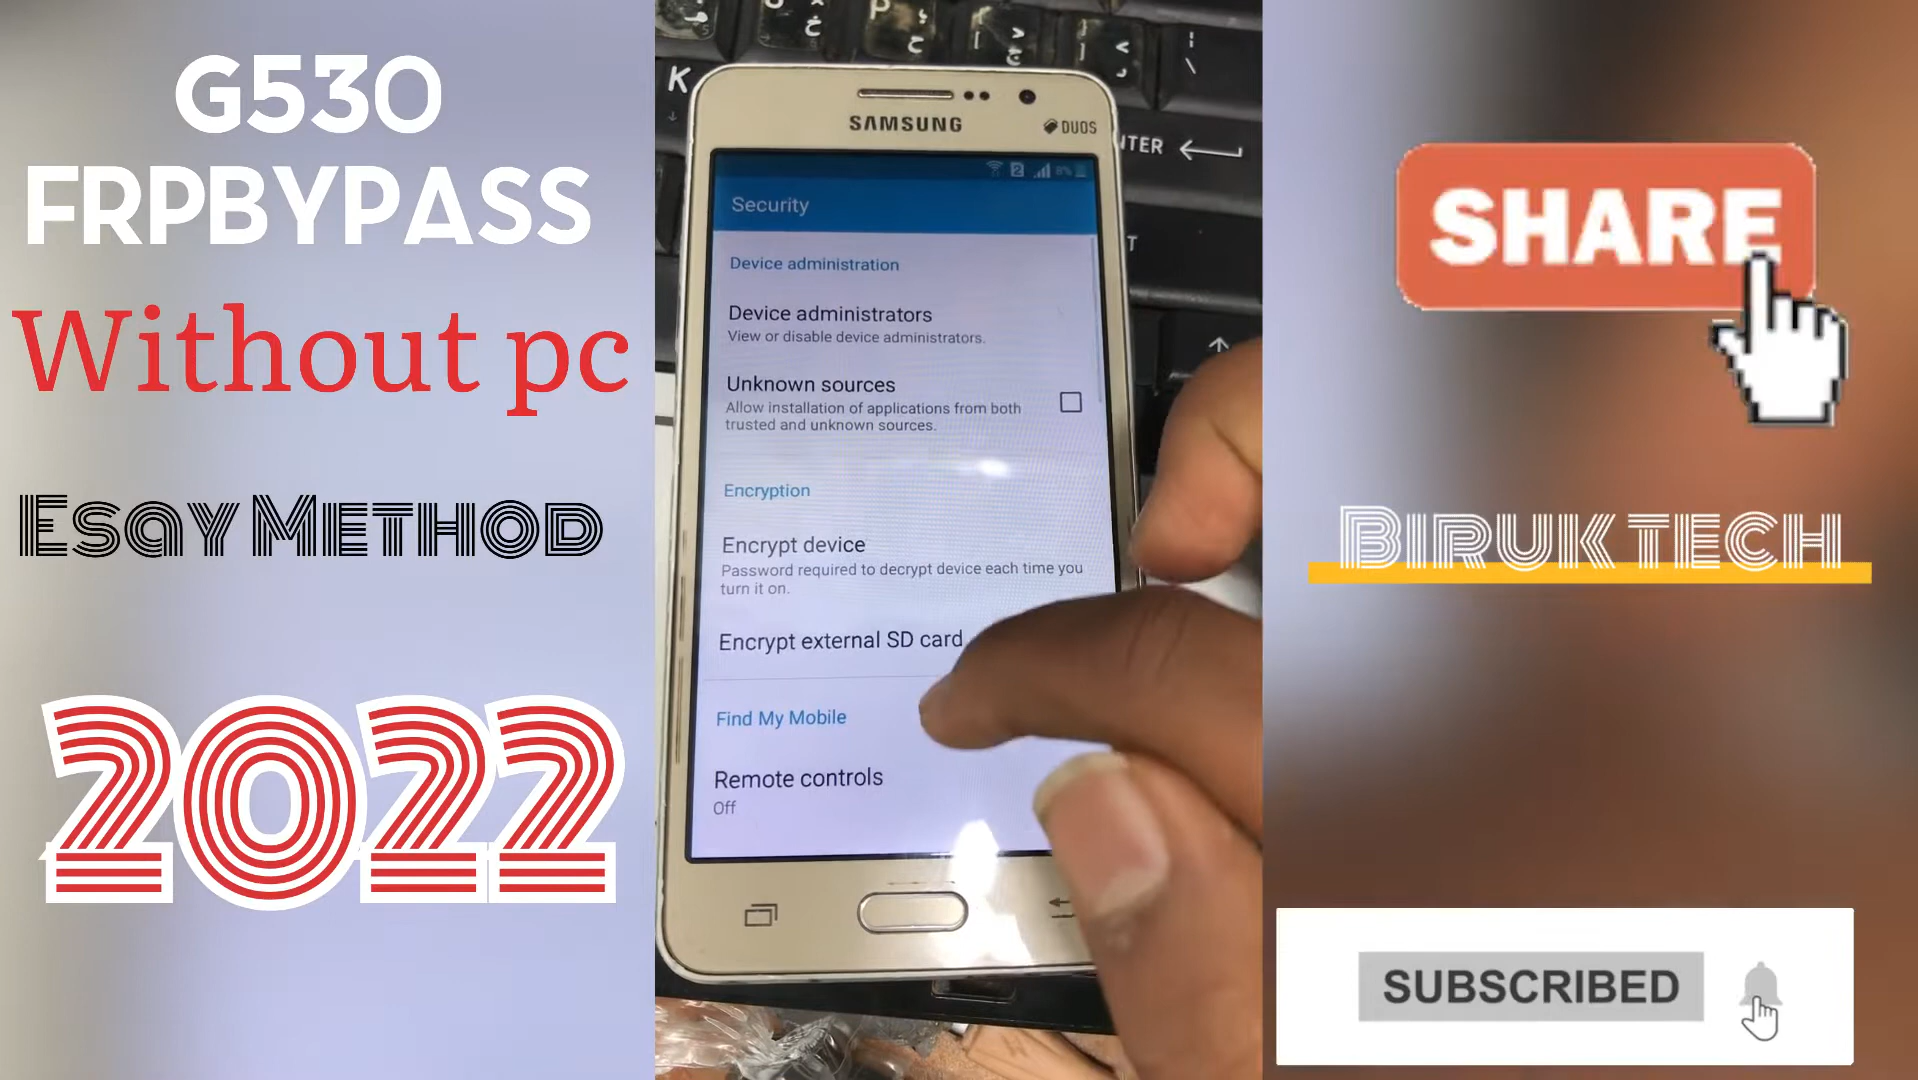 G530
FRPBYPASS
Without pc
Esay Method
2022
SAMSUNG
DUOS
2
8%
Security
Device administration
Device administrators
View or disable device administrators.
Unknown sources
Allow installation of applications from both
trusted and unknown sources.
Encryption
Encrypt device
Password required to decrypt device each time you
turn it on.
Encrypt external SD card
Find My Mobile
Remote controls
Off
K
SHARE
Biruk tech
SUBSCRIBED